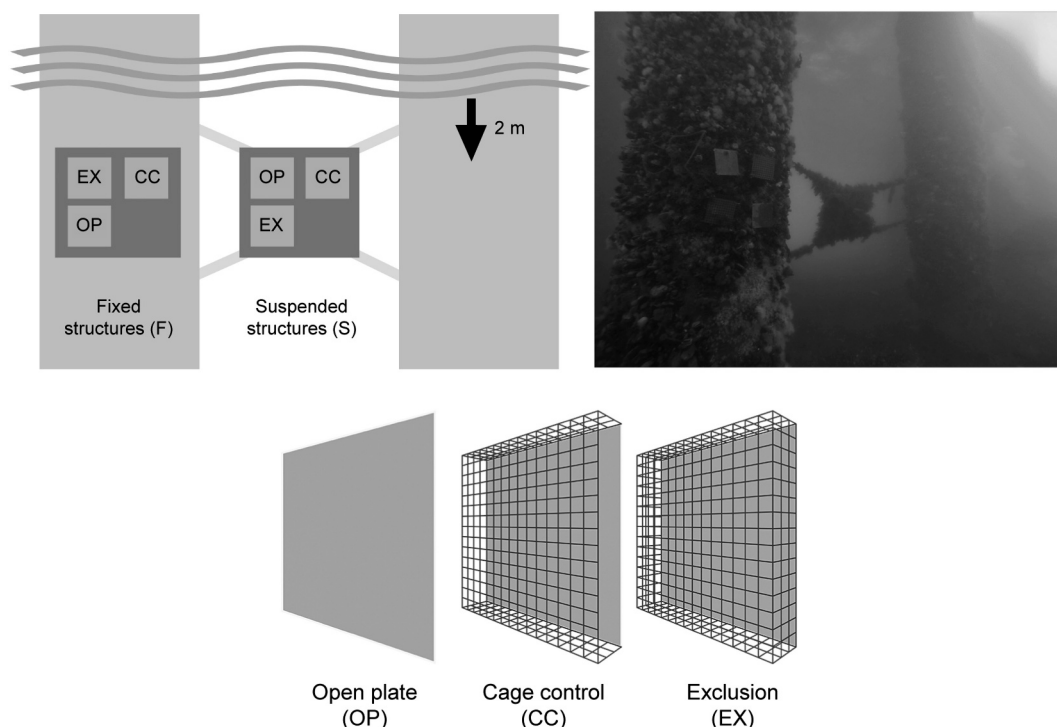 2 m
EX CC
OP
OP CC
EX
Fixed
structures (F)
Suspended
structures (S)
Open plate
(OP)
Cage control
(CC)
Exclusion
(EX)